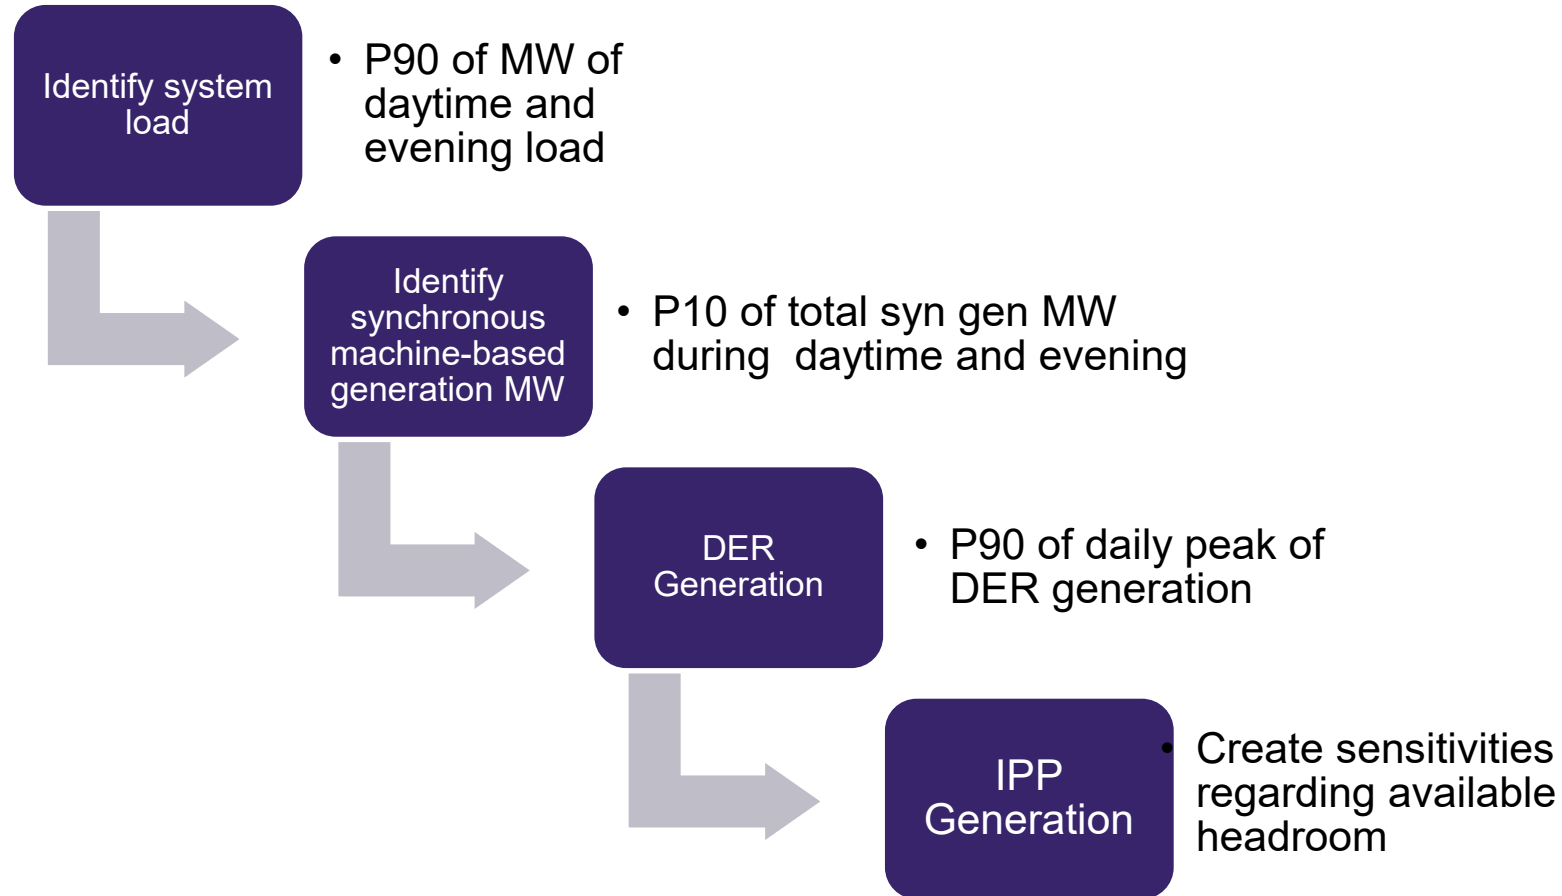 Identify system
load
• P90 of MW of
daytime and
evening load
Identify
synchronous
machine-based
generation MW
• P10 of total syn gen MW
during  daytime and evening
DER
Generation
• P90 of daily peak of
DER generation
IPP
Generation
• Create sensitivities
regarding available
headroom